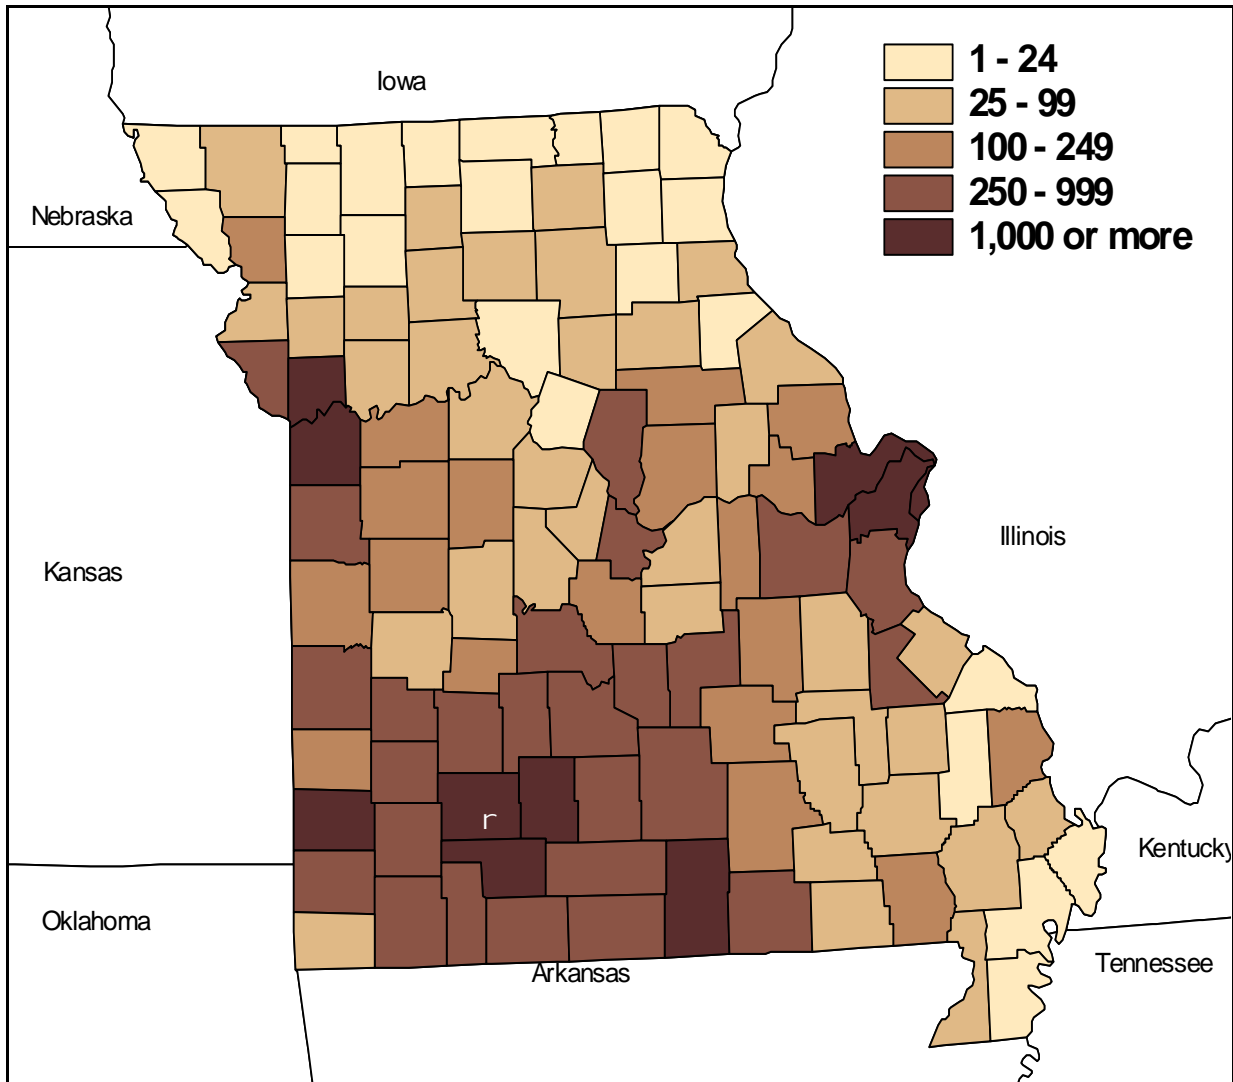 Iowa
1 - 24
25 - 99
100 - 249
250 - 999
1,000 or more
Nebraska
Kansas
Illinois
r
Kentucky
Oklahoma
Arkansas
Tennessee